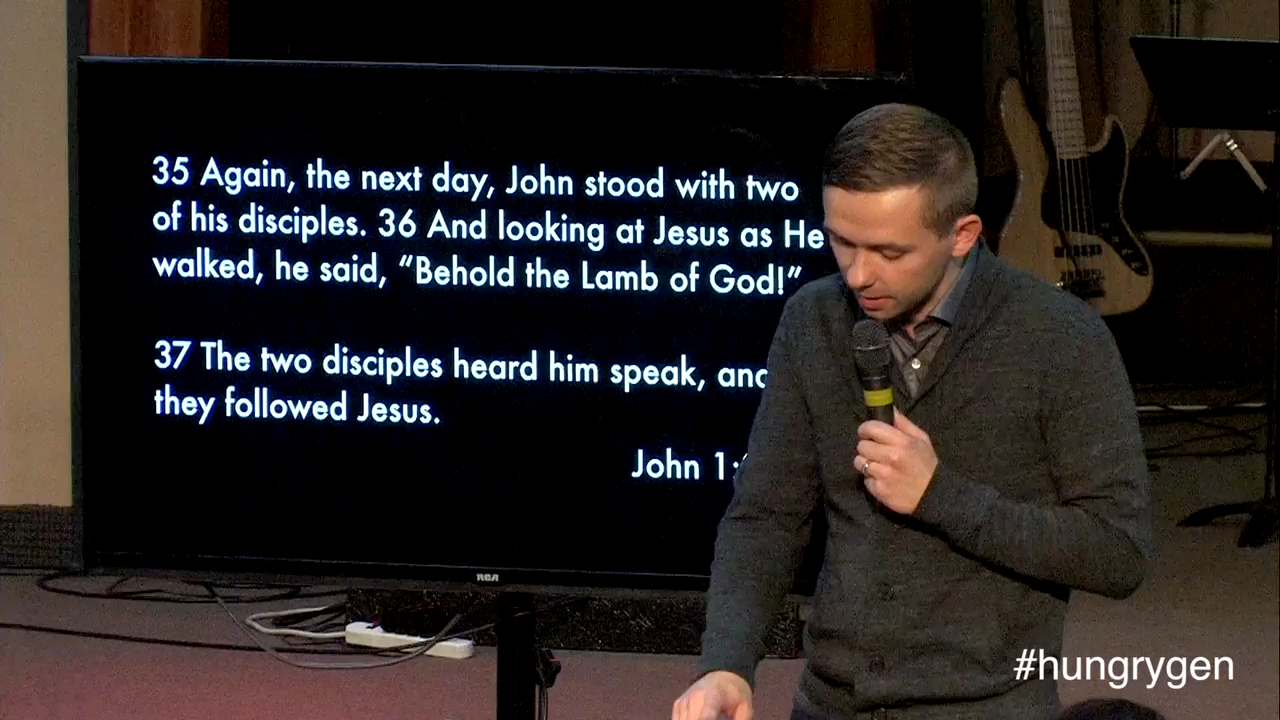 35 Again, the next day, John stood with two
of his disciples. 36 And looking at Jesus as He
walked, he said, “Behold the Lamb of God!”
37 The two disciples heard him speak, and
they followed Jesus.
John 1:
RCA
#hungrygen